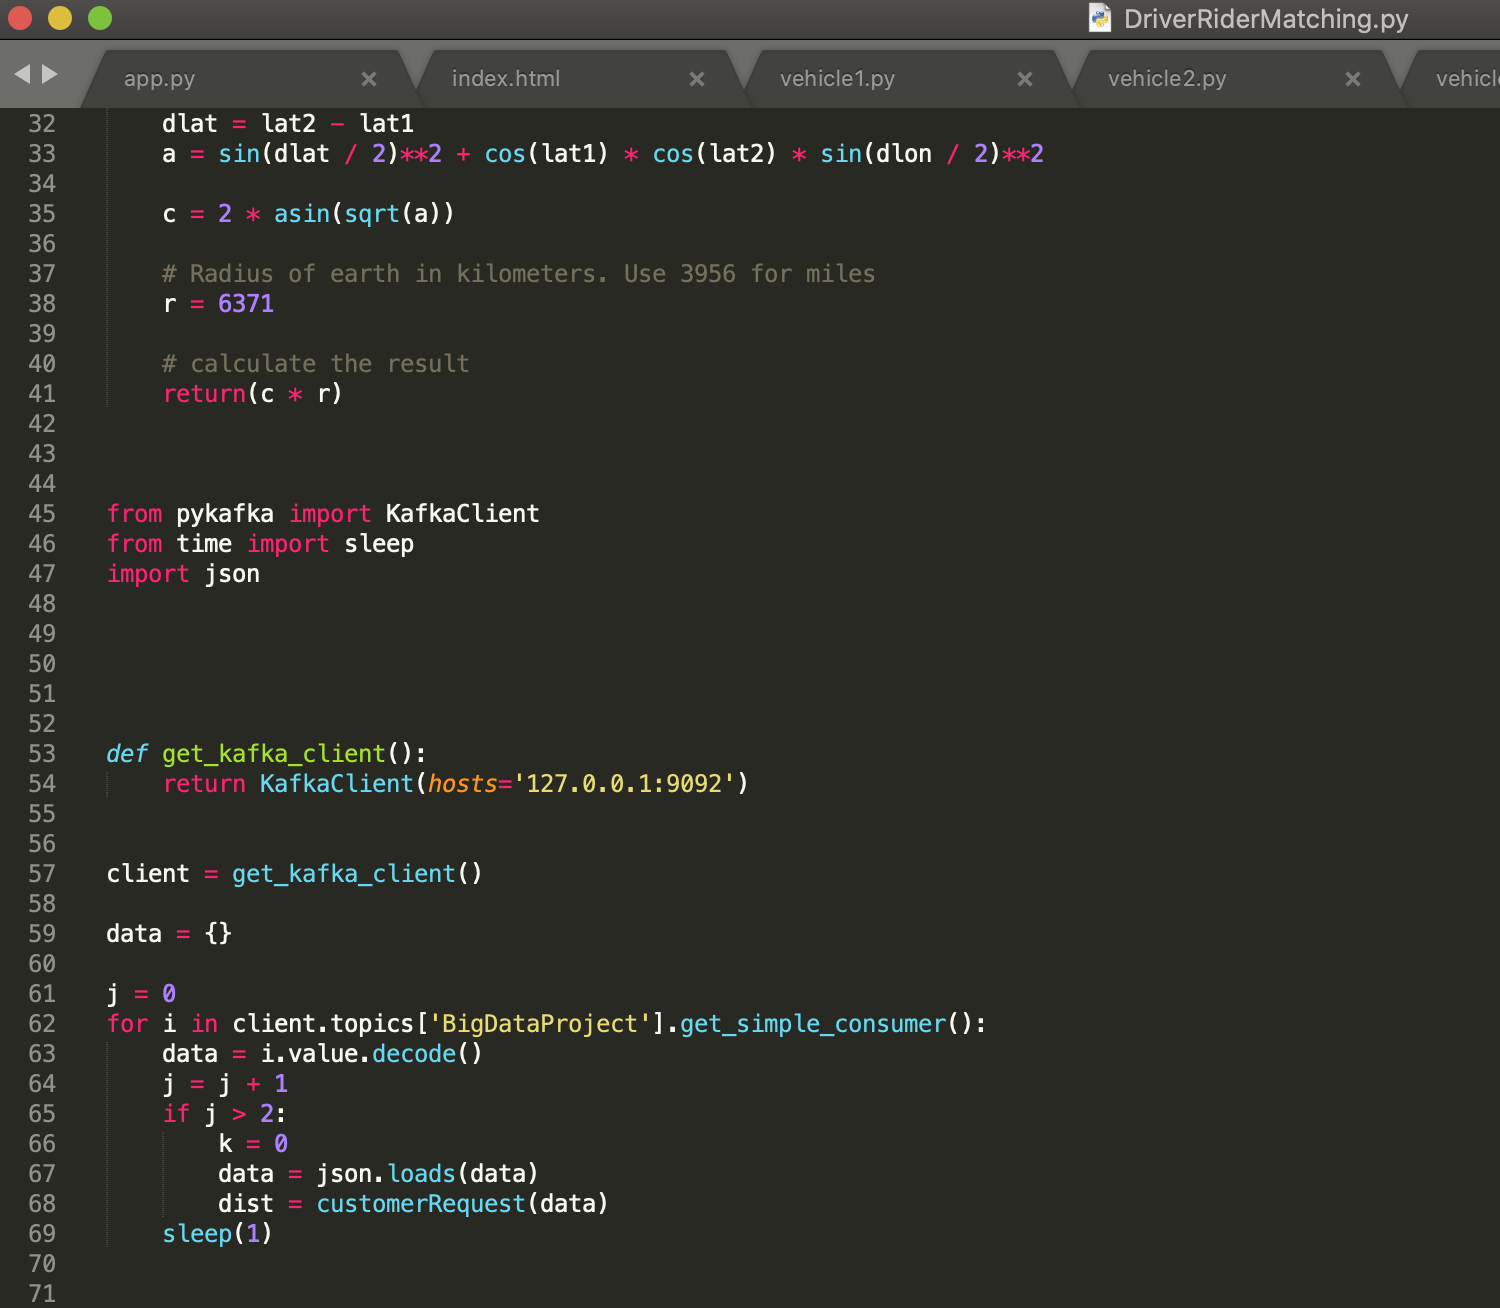 DriverRiderMatching.py
app.py × index.html × vehicle1.py × vehicle2.py × vehicl
32 dlat = lat2 - lat1
33 a = sin(dlat / 2)**2 + cos(lat1) * cos(lat2) * sin(dlon / 2)**2
34
35 c = 2 * asin(sqrt(a))
36
37 # Radius of earth in kilometers. Use 3956 for miles
38 r = 6371
39
40 # calculate the result
41 return(c * r)
42
43
44
45 from pykafka import KafkaClient
46 from time import sleep
47 import json
48
49
50
51
52
53 def get_kafka_client():
54 return KafkaClient(hosts='127.0.0.1:9092')
55
56
57 client = get_kafka_client()
58
59 data = {}
60
61 j = 0
62 for i in client.topics['BigDataProject'].get_simple_consumer():
63 data = i.value.decode()
64 j = j + 1
65 if j > 2:
66 k = 0
67 data = json.loads(data)
68 dist = customerRequest(data)
69 sleep(1)
70
71